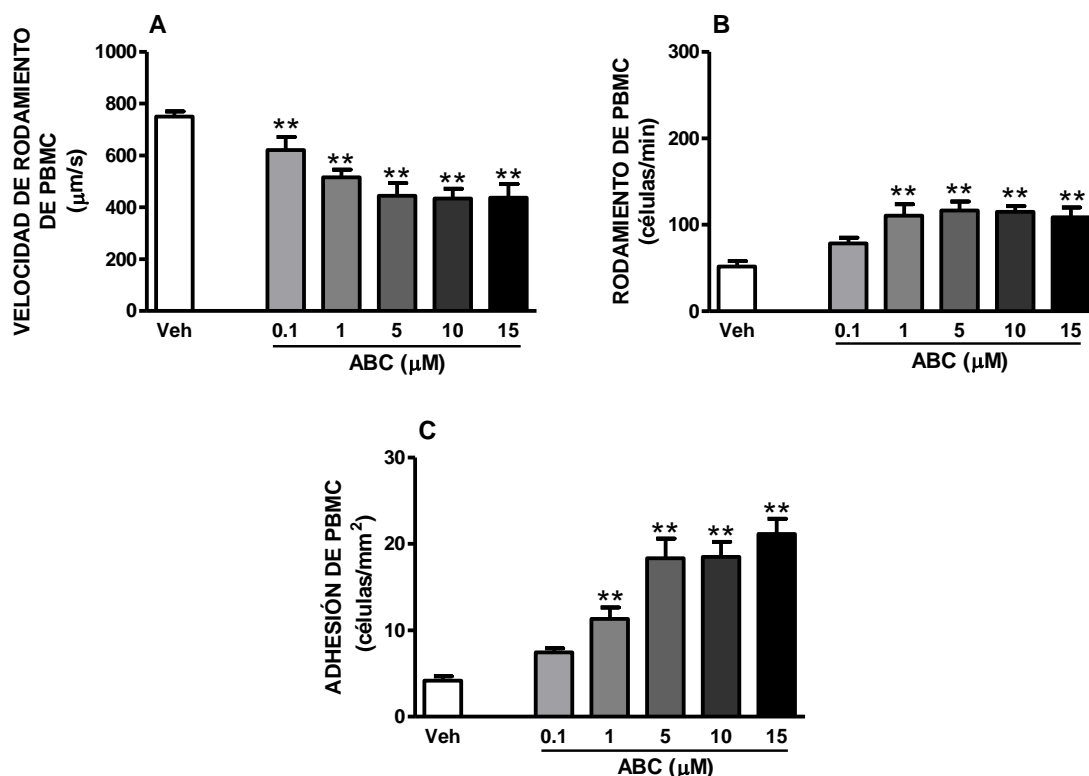 A
VELOCIDAD DE RODAMIENTO
DE PBMC
(μm/s)
1000
800
600
400
200
0
**
**
**
**
**
Veh
0.1
1
5
10
15
ABC (μM)
B
RODAMIENTO DE PBMC
(células/min)
300
200
100
0
**
**
**
**
Veh
0.1
1
5
10
15
ABC (μM)
C
ADHESIÓN DE PBMC
(células/mm²)
30
20
10
0
**
**
**
**
Veh
0.1
1
5
10
15
ABC (μM)